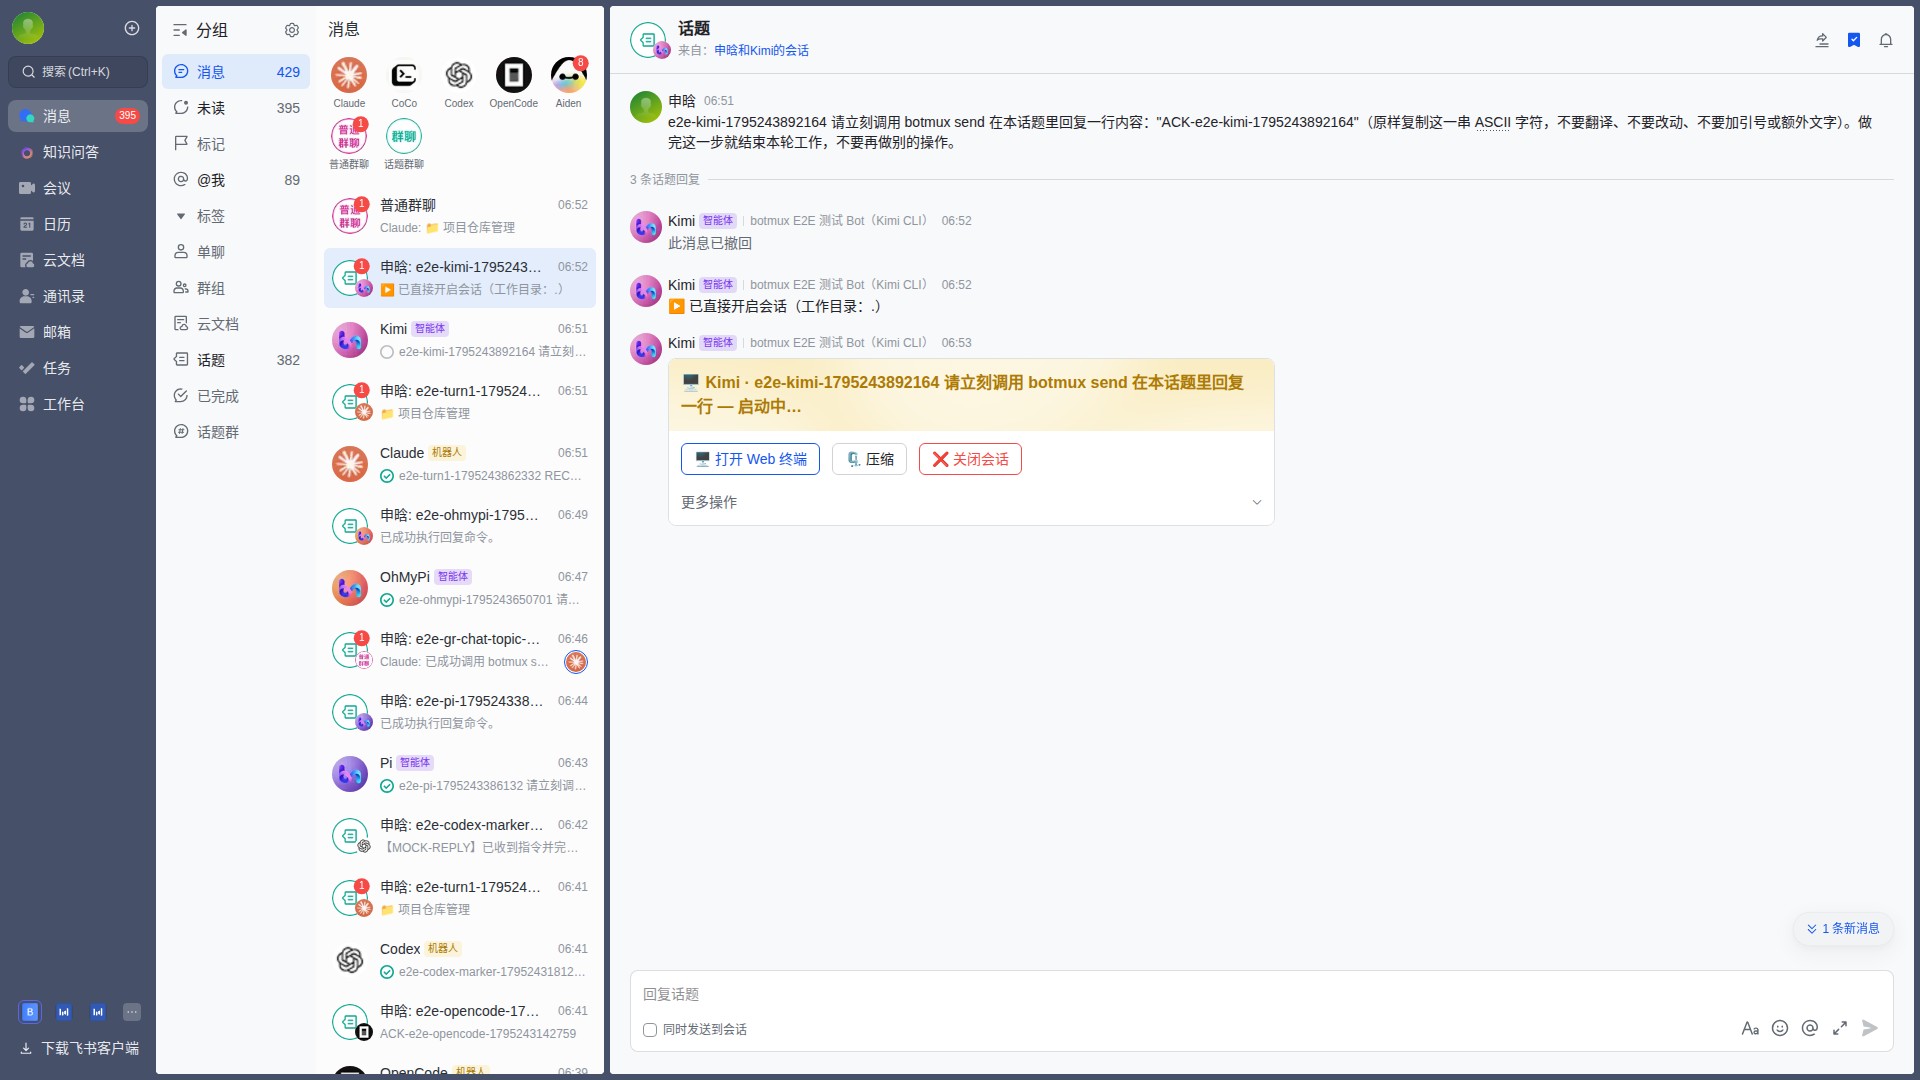 搜索 (Ctrl+K)
消息 395
知识问答
会议
日历
云文档
通讯录
邮箱
任务
工作台
下载飞书客户端
分组
消息 429
未读 395
标记
@我 89
标签
单聊
群组
云文档
话题 382
已完成
话题群
消息
Claude
CoCo
Codex
OpenCode
8
Aiden
1
普通群聊
群聊
话题群聊
普通群聊 06:52
Claude: 📁 项目仓库管理
申晗: e2e-kimi-1795243... 06:52
▶️ 已直接开启会话（工作目录：.）
Kimi 智能体 06:51
e2e-kimi-1795243892164 请立刻...
申晗: e2e-turn1-179524... 06:51
📁 项目仓库管理
Claude 机器人 06:51
e2e-turn1-1795243862332 REC...
申晗: e2e-ohmypi-1795... 06:49
已成功执行回复命令。
OhMyPi 智能体 06:47
e2e-ohmypi-1795243650701 请...
申晗: e2e-gr-chat-topic-... 06:46
Claude: 已成功调用 botmux s...
申晗: e2e-pi-179524338... 06:44
已成功执行回复命令。
Pi 智能体 06:43
e2e-pi-1795243386132 请立刻调...
申晗: e2e-codex-marker... 06:42
【MOCK-REPLY】已收到指令并完...
申晗: e2e-turn1-179524... 06:41
📁 项目仓库管理
Codex 机器人 06:41
e2e-codex-marker-17952431812...
申晗: e2e-opencode-17... 06:41
ACK-e2e-opencode-1795243142759
OpenCode 机器人 06:39
话题
来自：申晗和Kimi的会话
申晗 06:51
e2e-kimi-1795243892164 请立刻调用 botmux send 在本话题里回复一行内容："ACK-e2e-kimi-1795243892164"（原样复制这一串 ASCII 字符，不要翻译、不要改动、不要加引号或额外文字）。做
完这一步就结束本轮工作，不要再做别的操作。
3 条话题回复
Kimi 智能体 botmux E2E 测试 Bot（Kimi CLI） 06:52
此消息已撤回
Kimi 智能体 botmux E2E 测试 Bot（Kimi CLI） 06:52
▶️ 已直接开启会话（工作目录：.）
Kimi 智能体 botmux E2E 测试 Bot（Kimi CLI） 06:53
🖥️ Kimi · e2e-kimi-1795243892164 请立刻调用 botmux send 在本话题里回复
一行 — 启动中…
🖥️ 打开 Web 终端 🗜️ 压缩 ❌ 关闭会话
更多操作
1 条新消息
回复话题
同时发送到会话